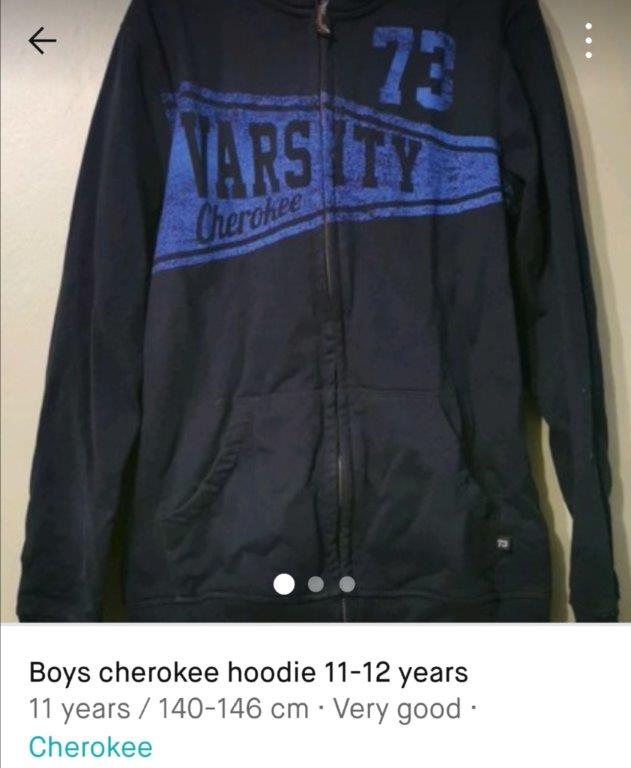 73
VARSITY
Cherokee
73
Boys cherokee hoodie 11-12 years
11 years / 140-146 cm · Very good ·
Cherokee